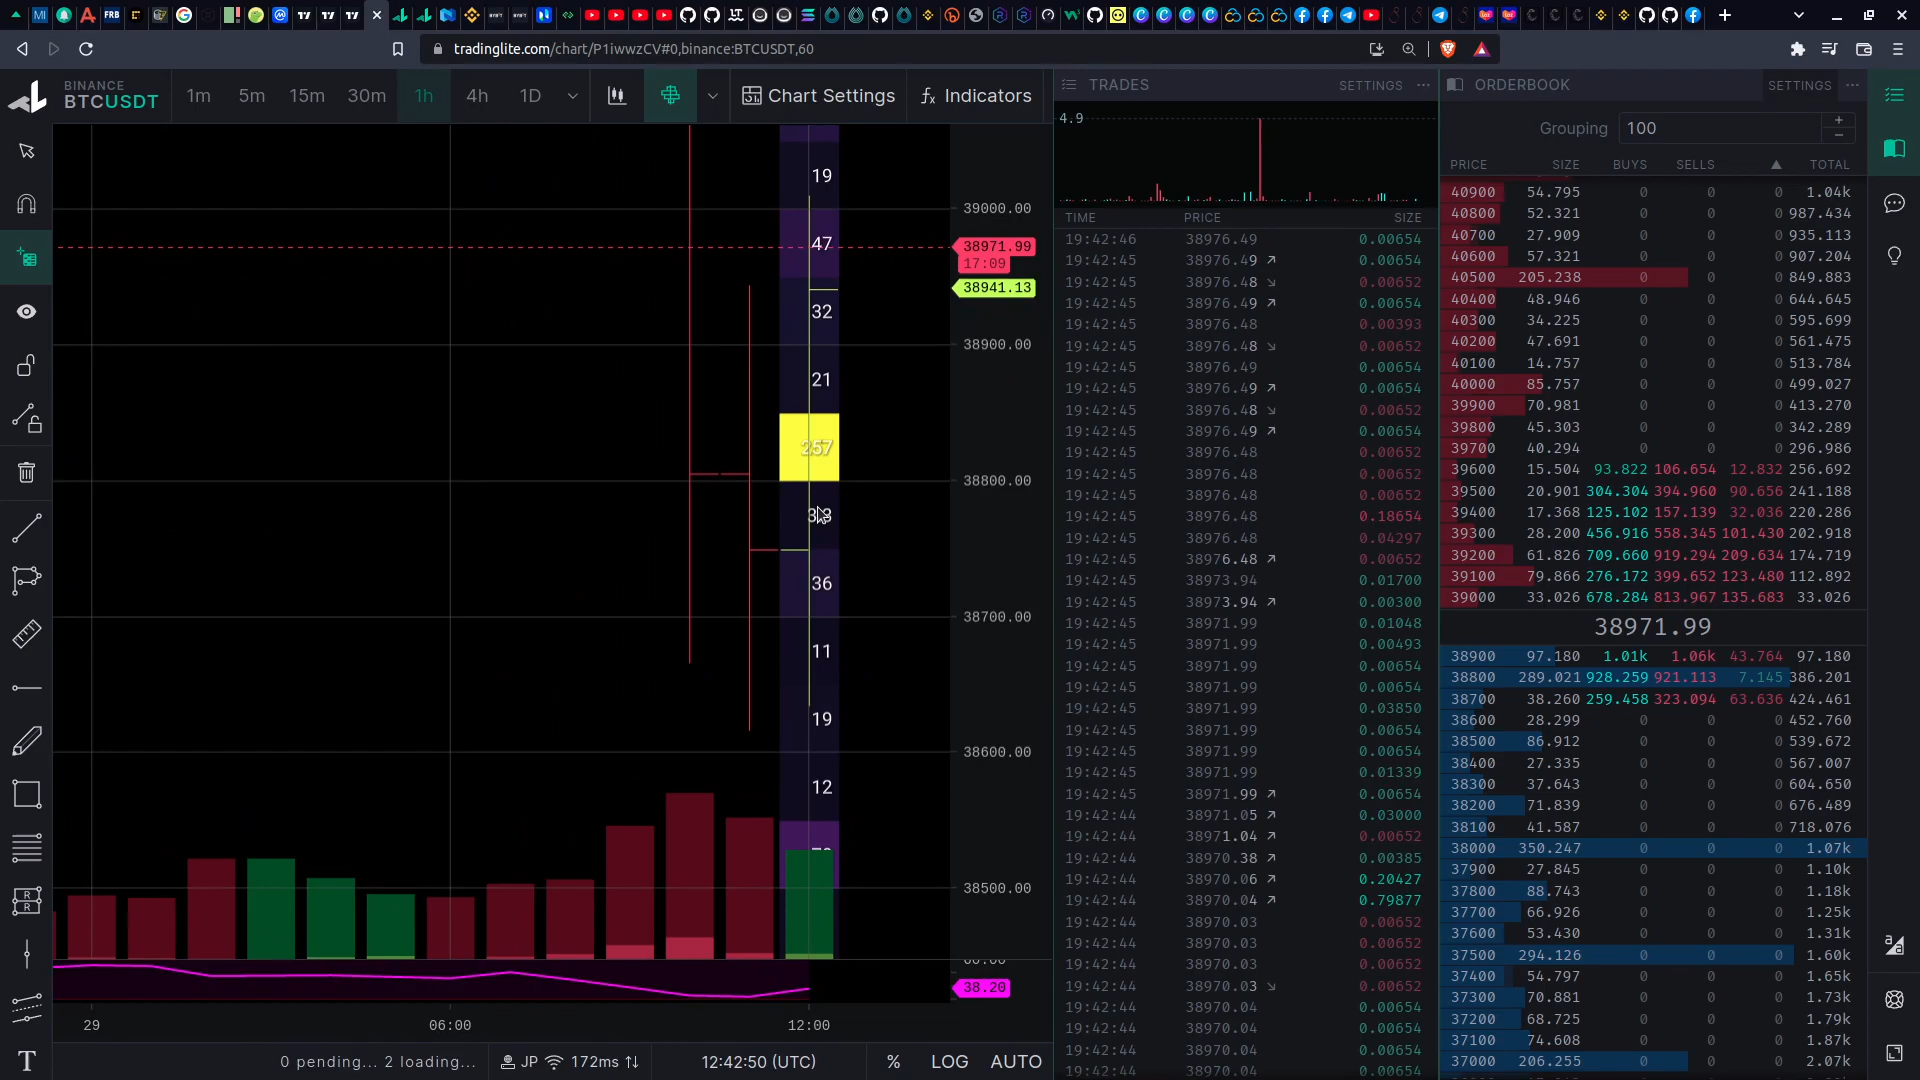 tradinglite.com/chart/P1iwwzCV#0,binance:BTCUSDT,60
BINANCE
BTCUSDT
1m 5m 15m 30m 1h 4h 1D
Chart Settings
Indicators
19
47
32
21
257
36
11
19
12
39000.00
38971.99
17:09
38941.13
38900.00
38800.00
38700.00
38600.00
38500.00
38.20
29 06:00 12:00
0 pending... 2 loading... JP 172ms 12:42:50 (UTC) % LOG AUTO
TRADES SETTINGS ...
4.9
TIME PRICE SIZE
19:42:46 38976.49 0.00654
19:42:45 38976.49 ↗ 0.00654
19:42:45 38976.48 ↘ 0.00652
19:42:45 38976.49 ↗ 0.00654
19:42:45 38976.48 0.00393
19:42:45 38976.48 ↘ 0.00652
19:42:45 38976.49 0.00654
19:42:45 38976.49 ↗ 0.00654
19:42:45 38976.48 ↘ 0.00652
19:42:45 38976.49 ↗ 0.00654
19:42:45 38976.48 0.00652
19:42:45 38976.48 0.00652
19:42:45 38976.48 0.00652
19:42:45 38976.48 0.18654
19:42:45 38976.48 0.04297
19:42:45 38976.48 ↗ 0.00652
19:42:45 38973.94 0.01700
19:42:45 38973.94 ↗ 0.00300
19:42:45 38971.99 0.01048
19:42:45 38971.99 0.00493
19:42:45 38971.99 0.00654
19:42:45 38971.99 0.00654
19:42:45 38971.99 0.03850
19:42:45 38971.99 0.00654
19:42:45 38971.99 0.00654
19:42:45 38971.99 0.01339
19:42:45 38971.99 ↗ 0.00654
19:42:44 38971.05 ↗ 0.03000
19:42:44 38971.04 ↗ 0.00652
19:42:44 38970.38 ↗ 0.00385
19:42:44 38970.06 ↗ 0.20427
19:42:44 38970.04 ↗ 0.79877
19:42:44 38970.03 0.00652
19:42:44 38970.03 0.00652
19:42:44 38970.03 0.00652
19:42:44 38970.03 ↘ 0.00652
19:42:44 38970.04 0.00654
19:42:44 38970.04 0.00654
19:42:44 38970.04 0.00654
19:42:44 38970.04 0.00654
ORDERBOOK SETTINGS ...
Grouping 100
PRICE SIZE BUYS SELLS ▲ TOTAL
40900 54.795 0 0 0 1.04k
40800 52.321 0 0 0 987.434
40700 27.909 0 0 0 935.113
40600 57.321 0 0 0 907.204
40500 205.238 0 0 0 849.883
40400 48.946 0 0 0 644.645
40300 34.225 0 0 0 595.699
40200 47.691 0 0 0 561.475
40100 14.757 0 0 0 513.784
40000 85.757 0 0 0 499.027
39900 70.981 0 0 0 413.270
39800 45.303 0 0 0 342.289
39700 40.294 0 0 0 296.986
39600 15.504 93.822 106.654 12.832 256.692
39500 20.901 304.304 394.960 90.656 241.188
39400 17.368 125.102 157.139 32.036 220.286
39300 28.200 456.916 558.345 101.430 202.918
39200 61.826 709.660 919.294 209.634 174.719
39100 79.866 276.172 399.652 123.480 112.892
39000 33.026 678.284 813.967 135.683 33.026
38971.99
38900 97.180 1.01k 1.06k 43.764 97.180
38800 289.021 928.259 921.113 7.145 386.201
38700 38.260 259.458 323.094 63.636 424.461
38600 28.299 0 0 0 452.760
38500 86.912 0 0 0 539.672
38400 27.335 0 0 0 567.007
38300 37.643 0 0 0 604.650
38200 71.839 0 0 0 676.489
38100 41.587 0 0 0 718.076
38000 350.247 0 0 0 1.07k
37900 27.845 0 0 0 1.10k
37800 88.743 0 0 0 1.18k
37700 66.926 0 0 0 1.25k
37600 53.430 0 0 0 1.31k
37500 294.126 0 0 0 1.60k
37400 54.797 0 0 0 1.65k
37300 70.881 0 0 0 1.73k
37200 68.725 0 0 0 1.79k
37100 74.608 0 0 0 1.87k
37000 206.255 0 0 0 2.07k